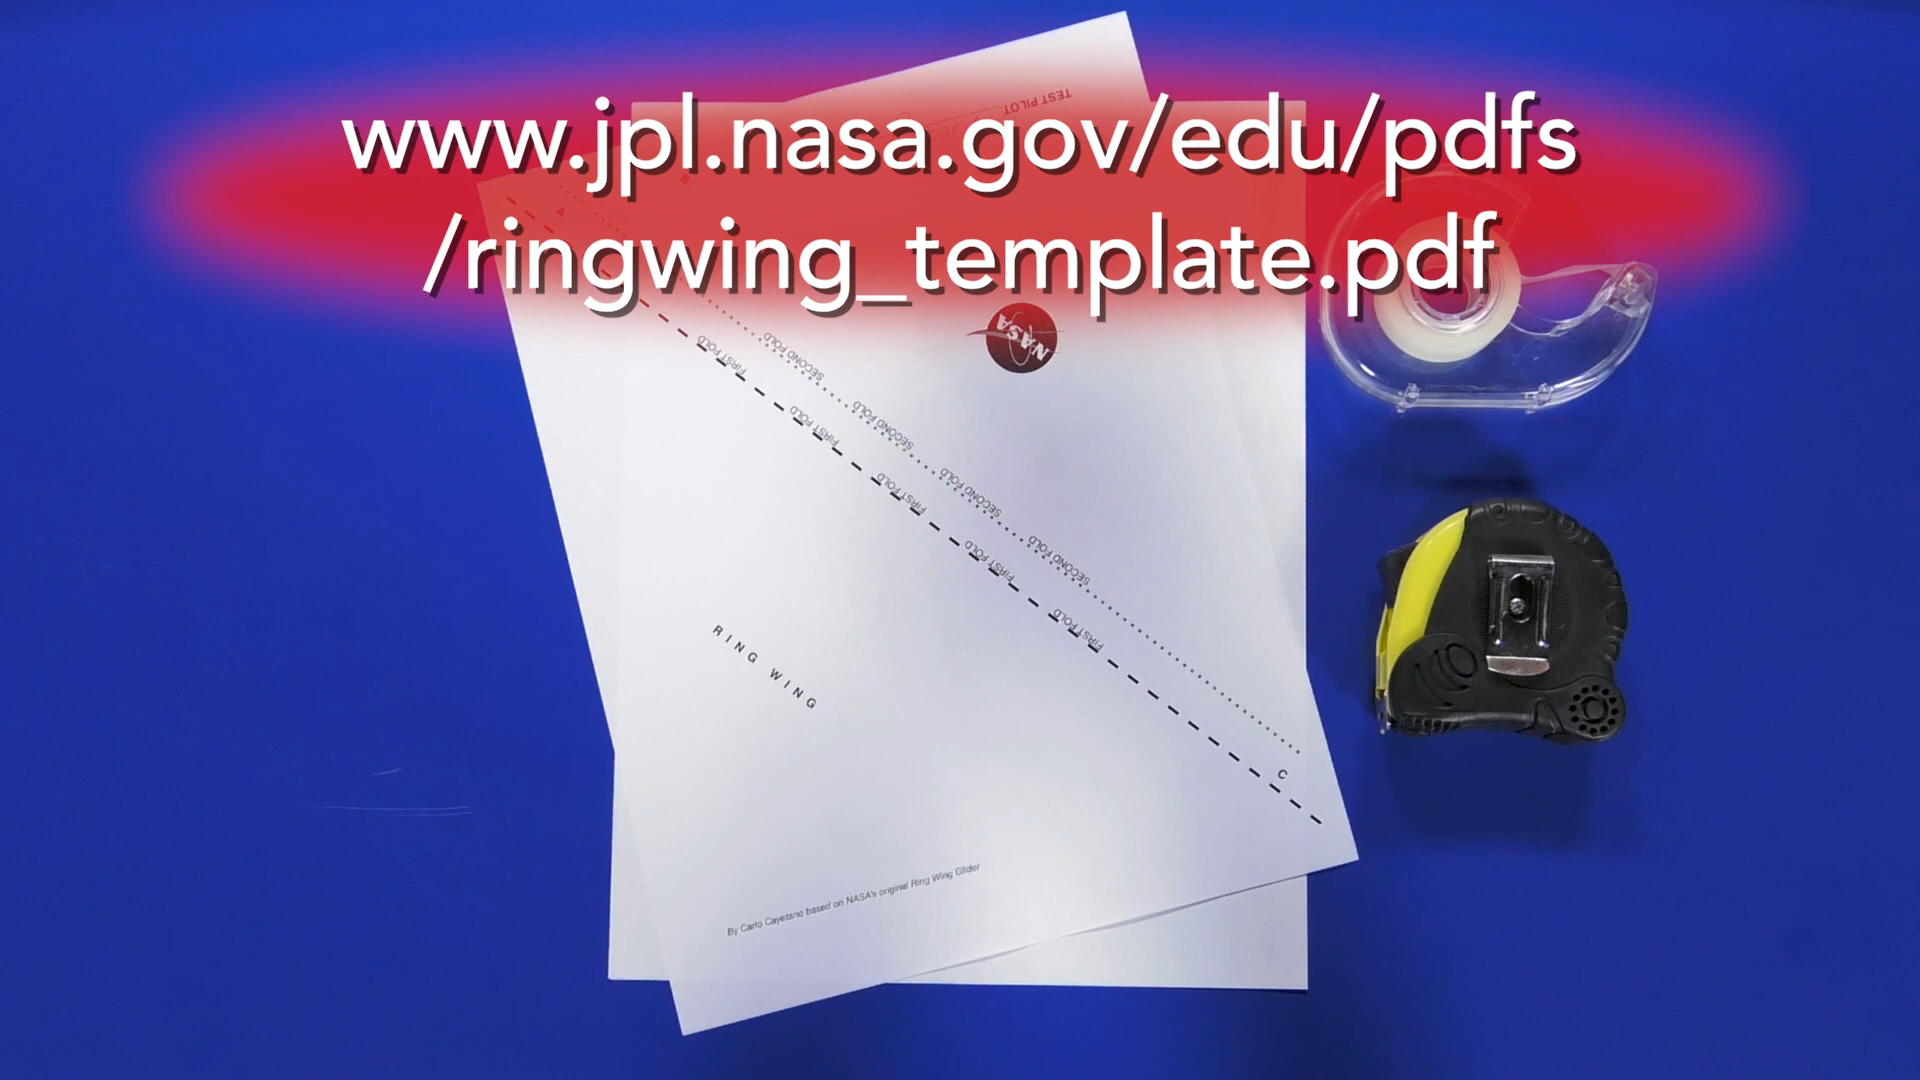 www.jpl.nasa.gov/edu/pdfs
/ringwing_template.pdf
TEST PILOT
B
A
NASA
SECOND FOLD SECOND FOLD SECOND FOLD SECOND FOLD
FIRST FOLD FIRST FOLD FIRST FOLD FIRST FOLD FIRST FOLD
C
RING WING
By Carlo Cayetano based on NASA's original Ring Wing Glider